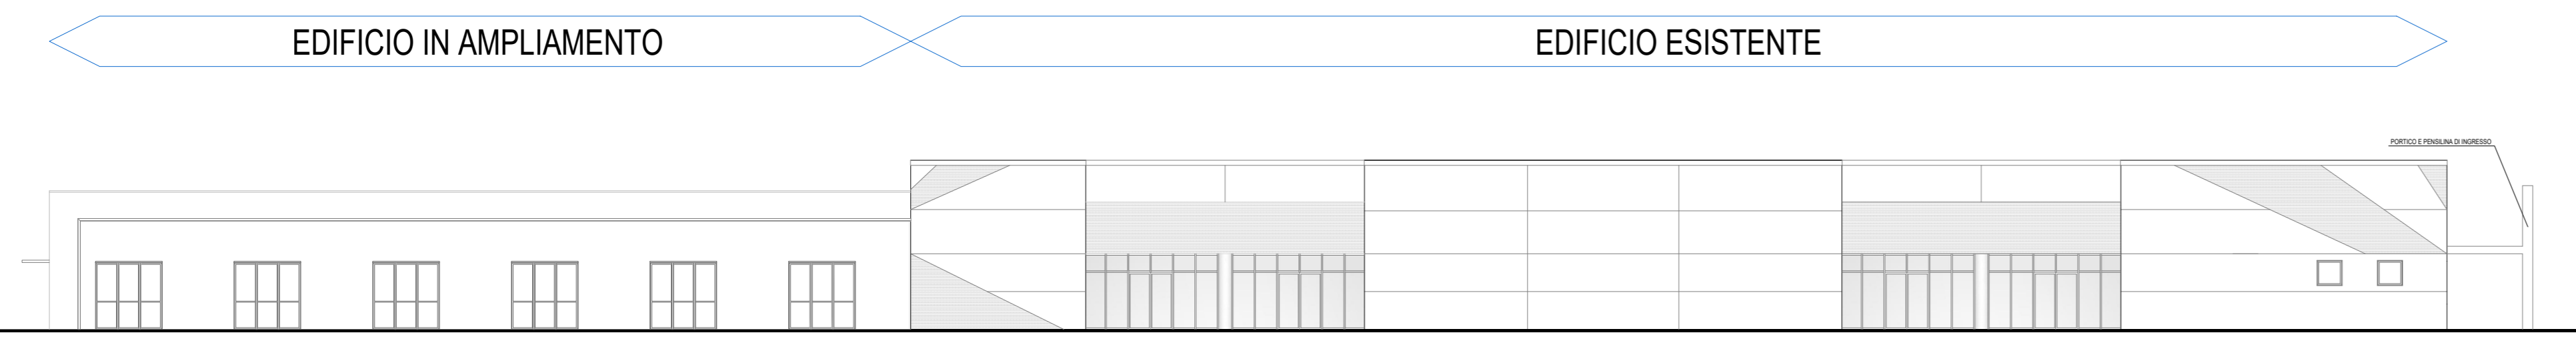 EDIFICIO IN AMPLIAMENTO
EDIFICIO ESISTENTE
PORTICO E PENSILINA DI INGRESSO